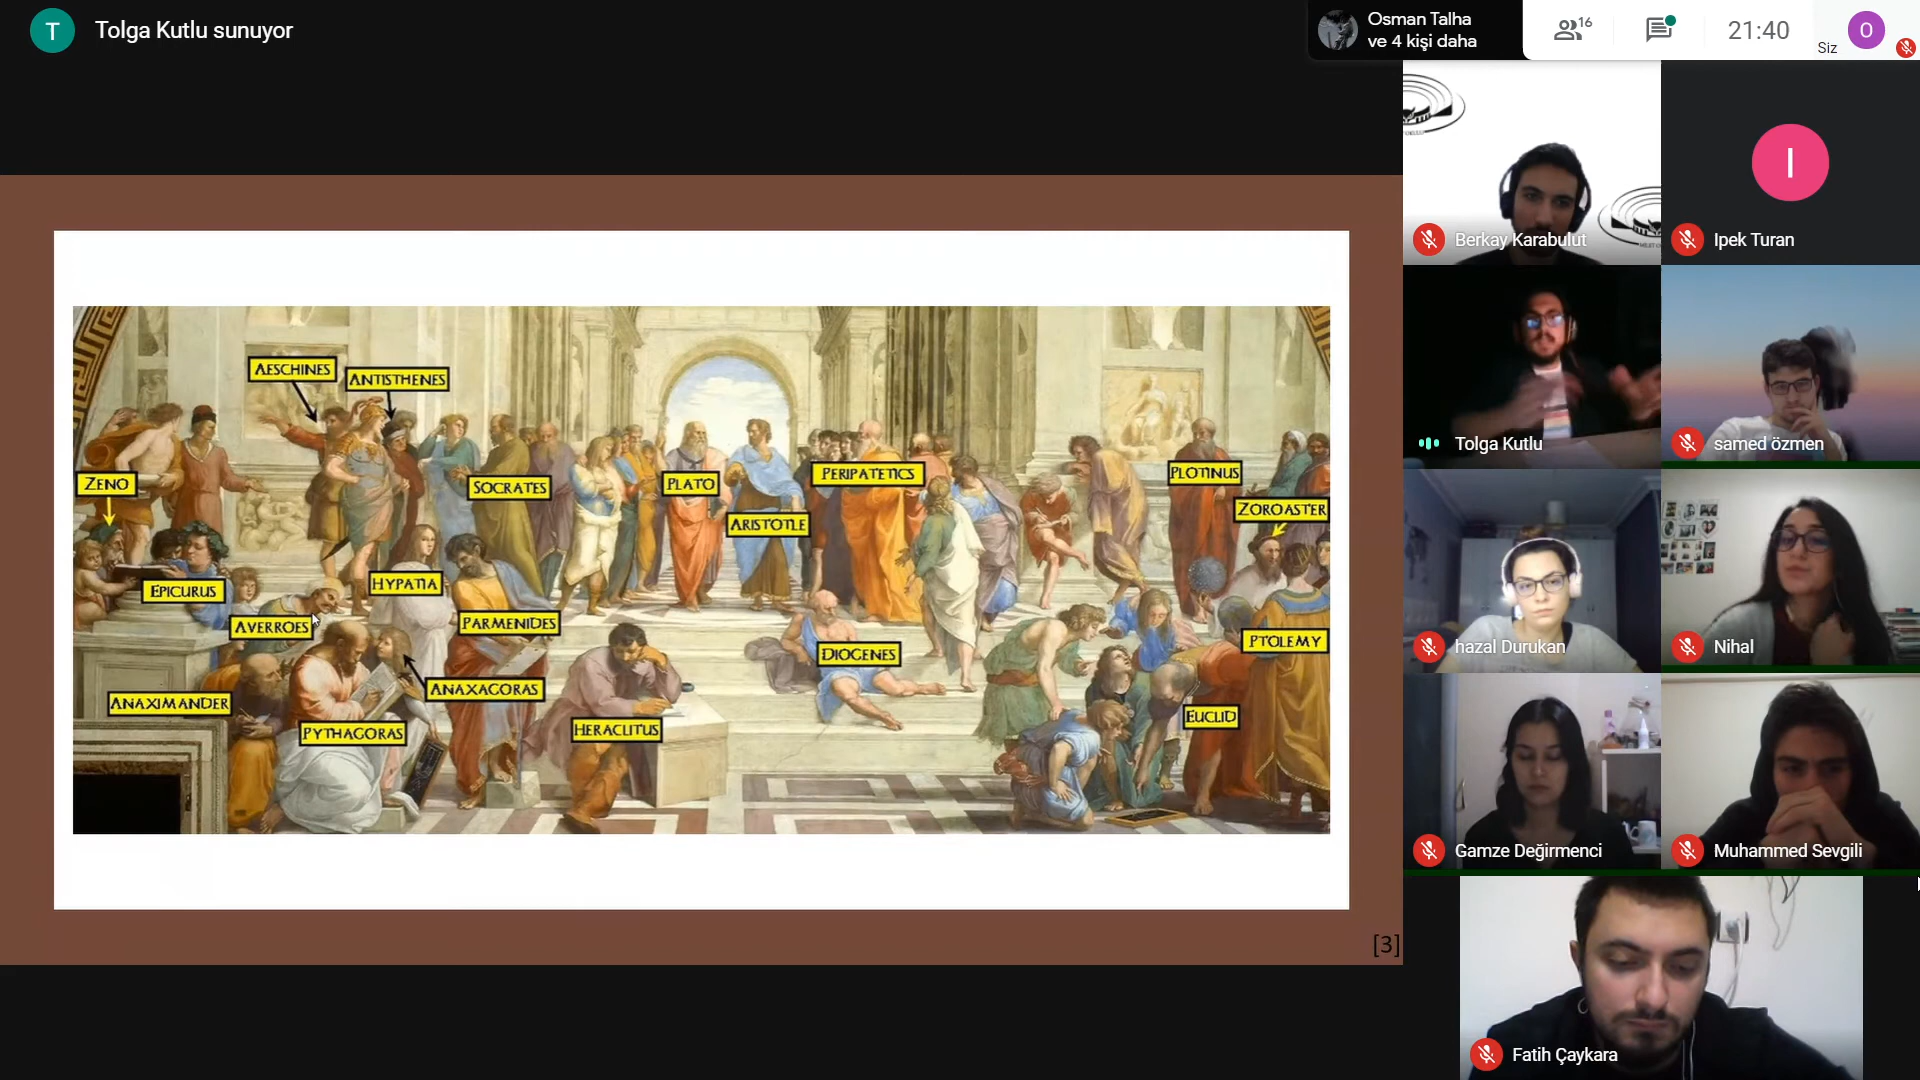 T
Tolga Kutlu sunuyor
Osman Talha
ve 4 kişi daha
16
21:40
Siz
O
AESCHINES
ANTISTHENES
ZENO
SOCRATES
PLATO
PERIPATETICS
PLOTINUS
ARISTOTLE
ZOROASTER
EPICURUS
HYPATIA
AVERROES
PARMENIDES
DIOGENES
PTOLEMY
ANAXAGORAS
ANAXIMANDER
PYTHAGORAS
HERACLITUS
EUCLID
[3]
Berkay Karabulut
I
Ipek Turan
Tolga Kutlu
samed özmen
hazal Durukan
Nihal
Gamze Değirmenci
Muhammed Sevgili
Fatih Çaykara